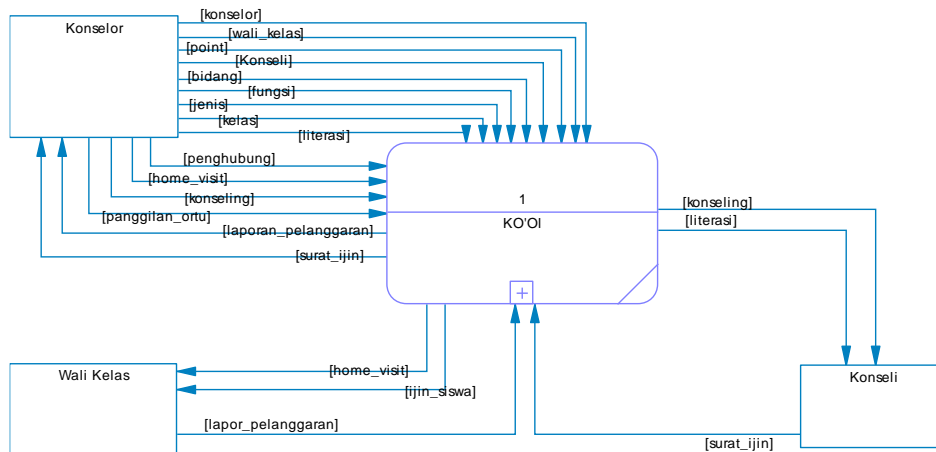 [konselor]
Konselor
[wali_kelas]
[point]
[Konseli]
[bidang]
[fungsi]
[jenis]
[kelas]
[literasi]
[penghubung]
[home_visit]
[konseling]
[panggilan_ortu]
[laporan_pelanggaran]
[surat_ijin]
1
KO'OI
[konseling]
[literasi]
Wali Kelas
[home_visit]
[ijin_siswa]
[lapor_pelanggaran]
Konseli
[surat_ijin]